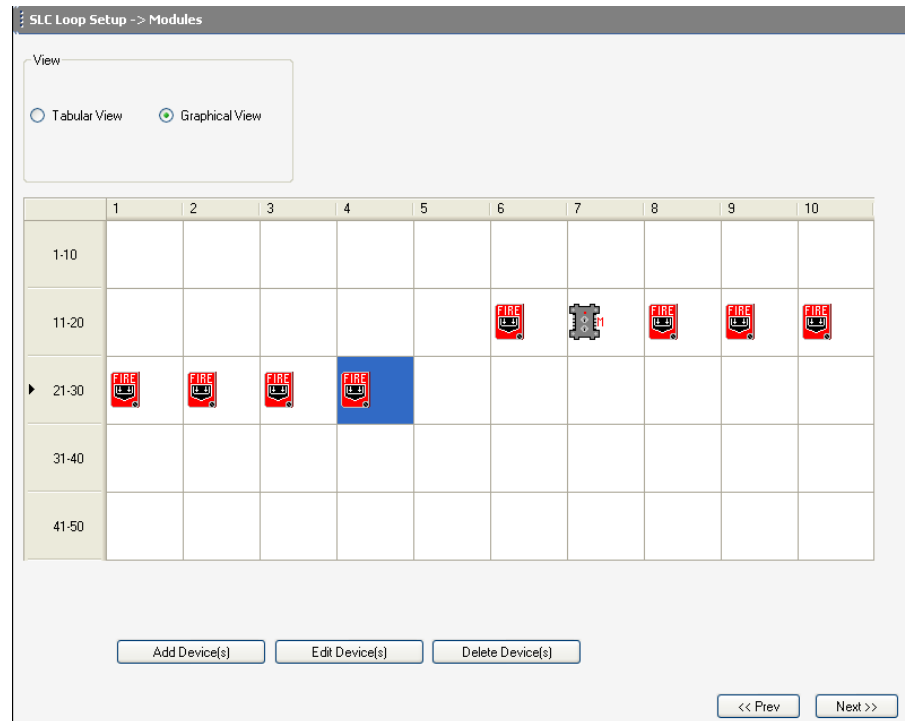 SLC Loop Setup -> Modules
View
Tabular View Graphical View
1 2 3 4 5 6 7 8 9 10
1-10
11-20
FIRE M FIRE FIRE FIRE
21-30
FIRE FIRE FIRE FIRE
31-40
41-50
Add Device(s) Edit Device(s) Delete Device(s)
<< Prev Next >>